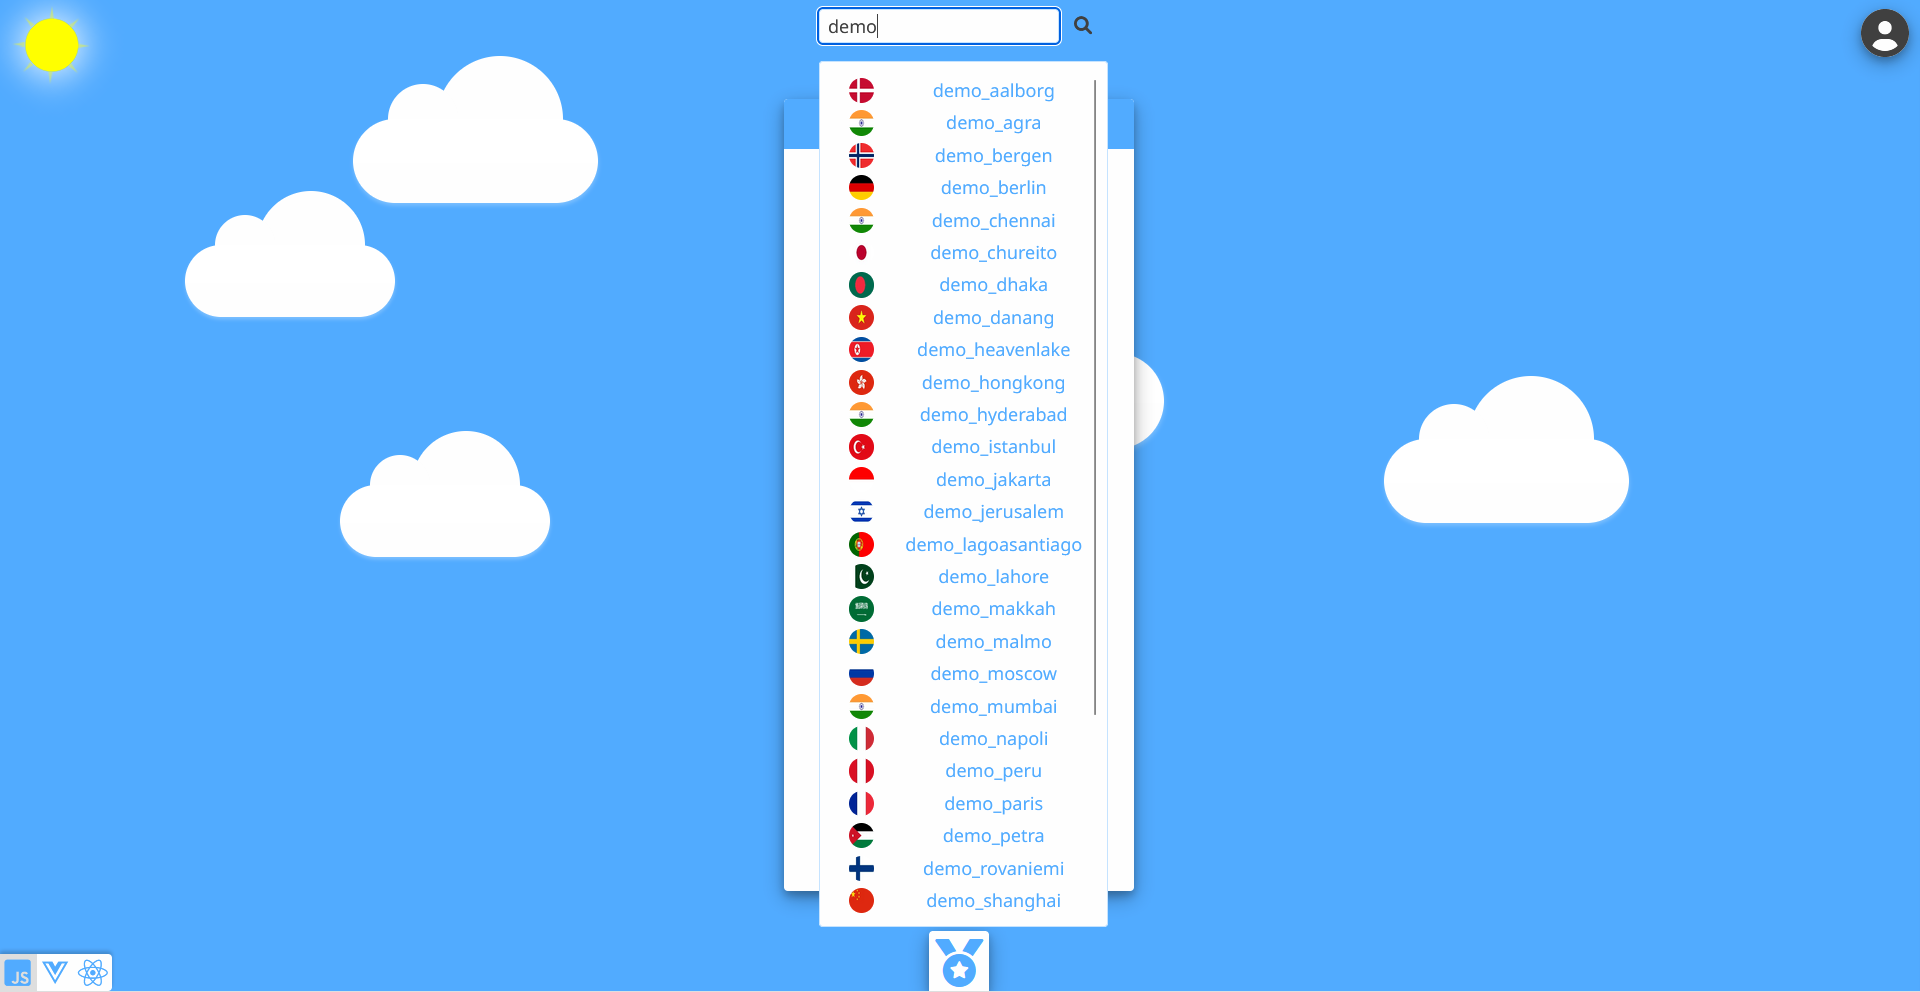 demo
demo_aalborg
demo_agra
demo_bergen
demo_berlin
demo_chennai
demo_chureito
demo_dhaka
demo_danang
demo_heavenlake
demo_hongkong
demo_hyderabad
demo_istanbul
demo_jakarta
demo_jerusalem
demo_lagoasantiago
demo_lahore
demo_makkah
demo_malmo
demo_moscow
demo_mumbai
demo_napoli
demo_peru
demo_paris
demo_petra
demo_rovaniemi
demo_shanghai
JS